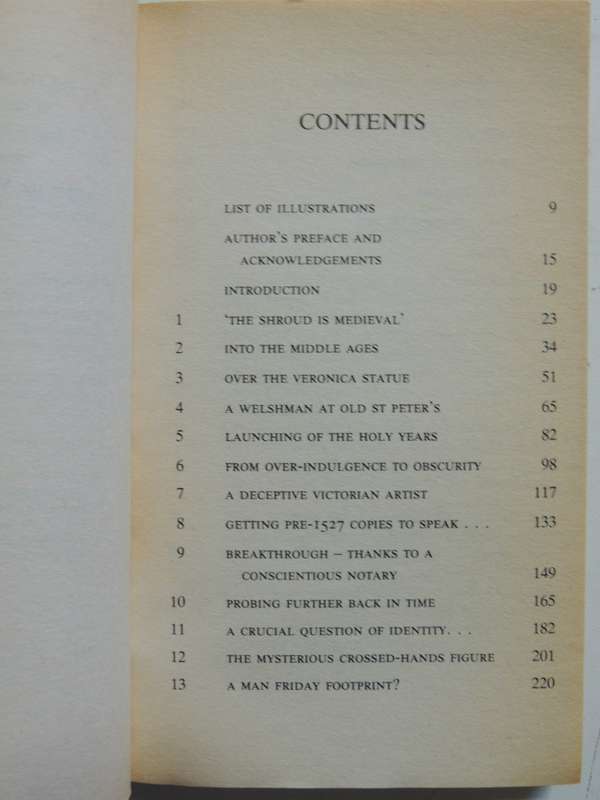 CONTENTS
LIST OF ILLUSTRATIONS 9
AUTHOR'S PREFACE AND
ACKNOWLEDGEMENTS 15
INTRODUCTION 19
1 'THE SHROUD IS MEDIEVAL' 23
2 INTO THE MIDDLE AGES 34
3 OVER THE VERONICA STATUE 51
4 A WELSHMAN AT OLD ST PETER'S 65
5 LAUNCHING OF THE HOLY YEARS 82
6 FROM OVER-INDULGENCE TO OBSCURITY 98
7 A DECEPTIVE VICTORIAN ARTIST 117
8 GETTING PRE-1527 COPIES TO SPEAK . . . 133
9 BREAKTHROUGH – THANKS TO A
CONSCIENTIOUS NOTARY 149
10 PROBING FURTHER BACK IN TIME 165
11 A CRUCIAL QUESTION OF IDENTITY. . . 182
12 THE MYSTERIOUS CROSSED-HANDS FIGURE 201
13 A MAN FRIDAY FOOTPRINT? 220